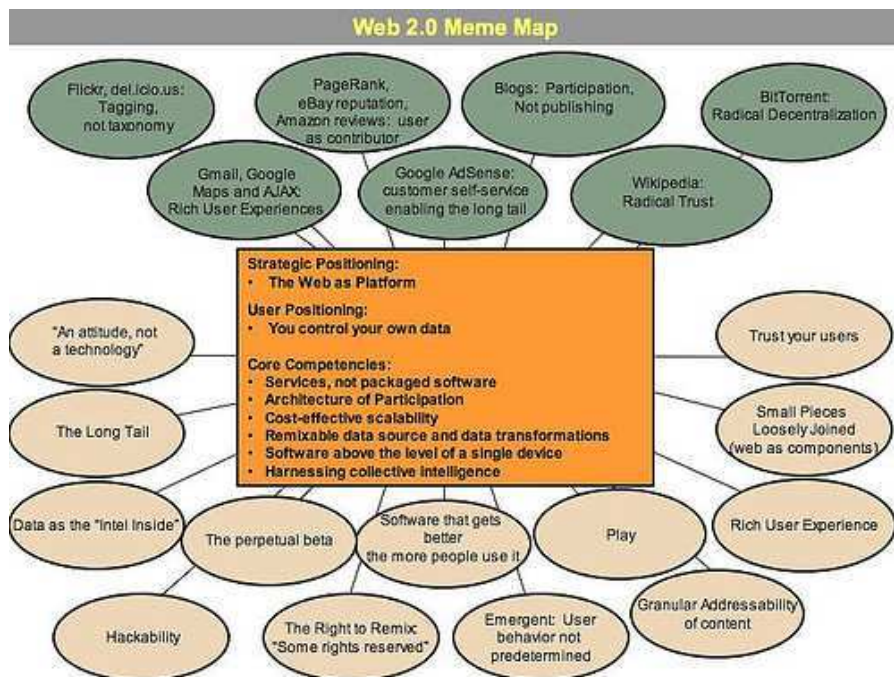 Web 2.0 Meme Map
Flickr, del.icio.us:
Tagging,
not taxonomy
PageRank,
eBay reputation,
Amazon reviews: user
as contributor
Blogs: Participation,
Not publishing
BitTorrent:
Radical Decentralization
Gmail, Google
Maps and AJAX:
Rich User Experiences
Google AdSense:
customer self-service
enabling the long tail
Wikipedia:
Radical Trust
Strategic Positioning:
• The Web as Platform
User Positioning:
• You control your own data
Core Competencies:
• Services, not packaged software
• Architecture of Participation
• Cost-effective scalability
• Remixable data source and data transformations
• Software above the level of a single device
• Harnessing collective intelligence
"An attitude, not
a technology"
Trust your users
The Long Tail
Small Pieces
Loosely Joined
(web as components)
Data as the "Intel Inside"
The perpetual beta
Software that gets
better
the more people use it
Play
Rich User Experience
Hackability
The Right to Remix:
"Some rights reserved"
Emergent: User
behavior not
predetermined
Granular Addressability
of content